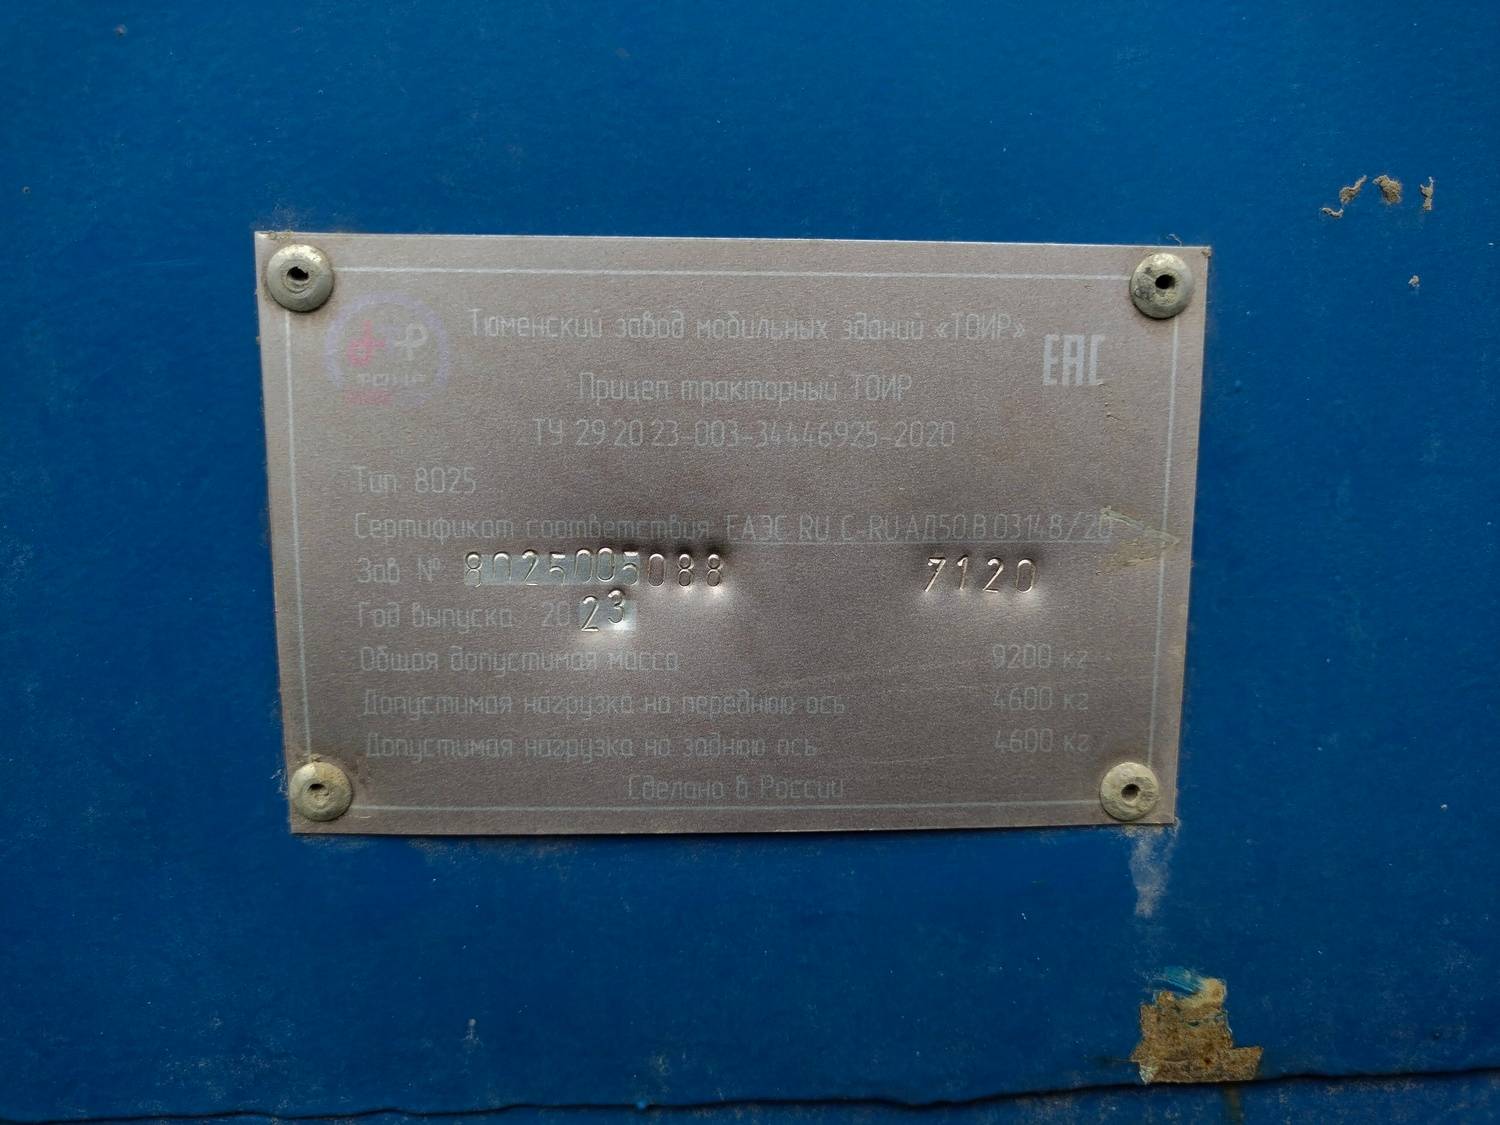 Тюменский завод мобильных зданий «ТОИР»
ТОИР
ЕАС
Прицеп тракторный ТОИР
ТУ 29.20.23-003-34446925-2020
Тип 8025
Сертификат соответствия ЕАЭС RU C-RU.АД50.В.03148/20
Зав № 8025005088 7120
Год выпуска 2023
Общая допустимая масса 9200 кг
Допустимая нагрузка на переднюю ось 4600 кг
Допустимая нагрузка на заднюю ось 4600 кг
Сделано в России